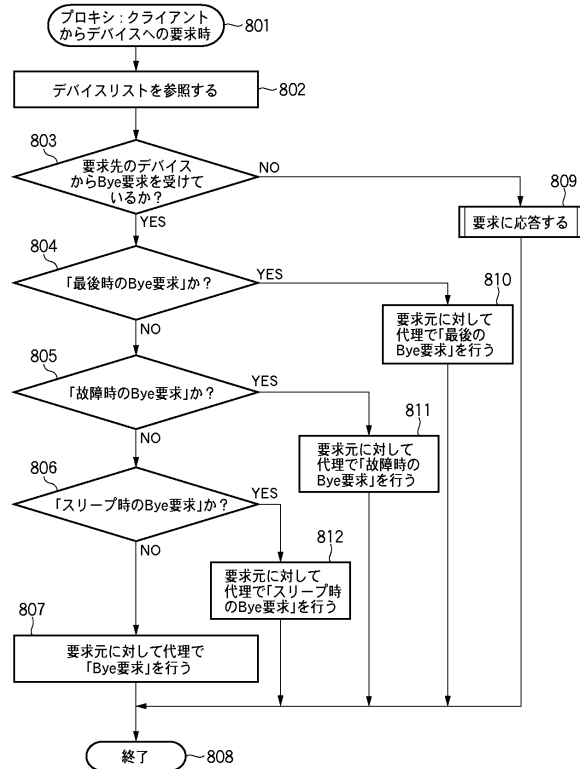 プロキシ:クライアント
からデバイスへの要求時
801
デバイスリストを参照する
802
803
要求先のデバイス
からBye要求を受けて
いるか?
NO
YES
809
要求に応答する
804
「最後時のBye要求」か?
YES
NO
810
要求元に対して
代理で「最後の
Bye要求」を行う
805
「故障時のBye要求」か?
YES
NO
811
要求元に対して
代理で「故障時の
Bye要求」を行う
806
「スリープ時のBye要求」か?
YES
NO
812
要求元に対して
代理で「スリープ時
のBye要求」を行う
807
要求元に対して代理で
「Bye要求」を行う
終了
808